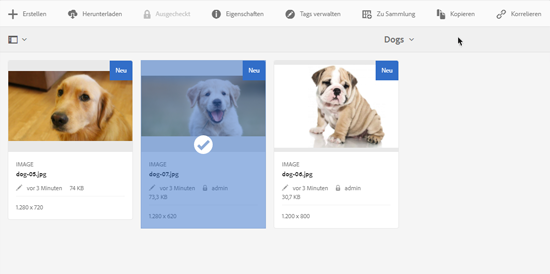 Erstellen Herunterladen Ausgecheckt Eigenschaften Tags verwalten Zu Sammlung Kopieren Korrelieren
Dogs
Neu Neu Neu
IMAGE
dog-05.jpg
vor 3 Minuten 74 KB
1.280 x 720
IMAGE
dog-07.jpg
vor 3 Minuten admin
73,3 KB
1.280 x 620
IMAGE
dog-06.jpg
vor 3 Minuten admin
30,7 KB
1.200 x 800